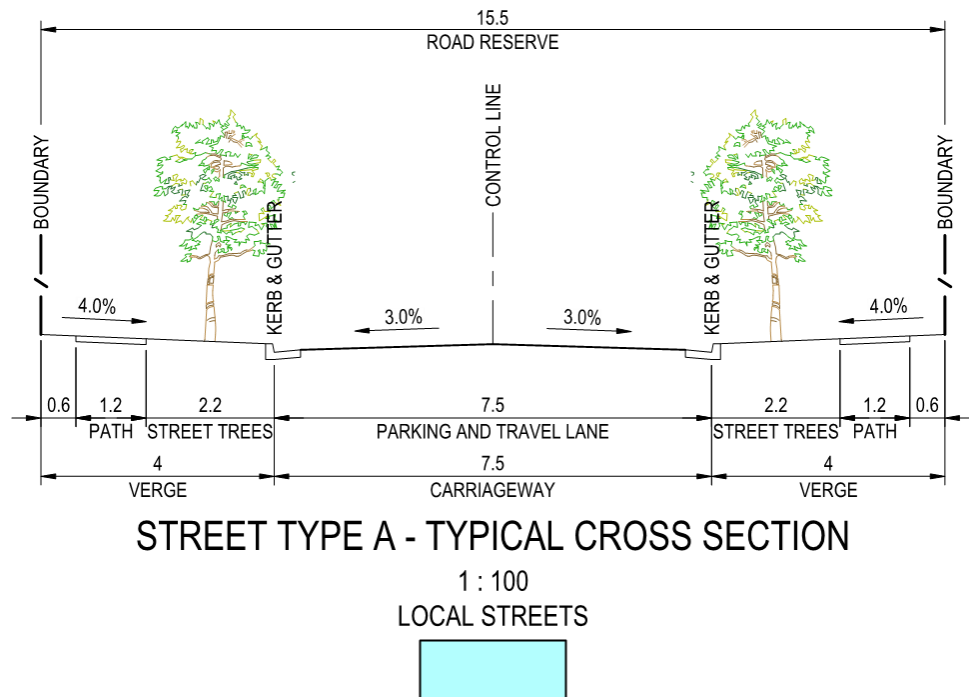 15.5
ROAD RESERVE
BOUNDARY
KERB & GUTTER
CONTROL LINE
KERB & GUTTER
BOUNDARY
4.0%
3.0%
3.0%
4.0%
0.6 1.2 2.2 7.5 2.2 1.2 0.6
PATH STREET TREES PARKING AND TRAVEL LANE STREET TREES PATH
4 7.5 4
VERGE CARRIAGEWAY VERGE
STREET TYPE A - TYPICAL CROSS SECTION
1 : 100
LOCAL STREETS